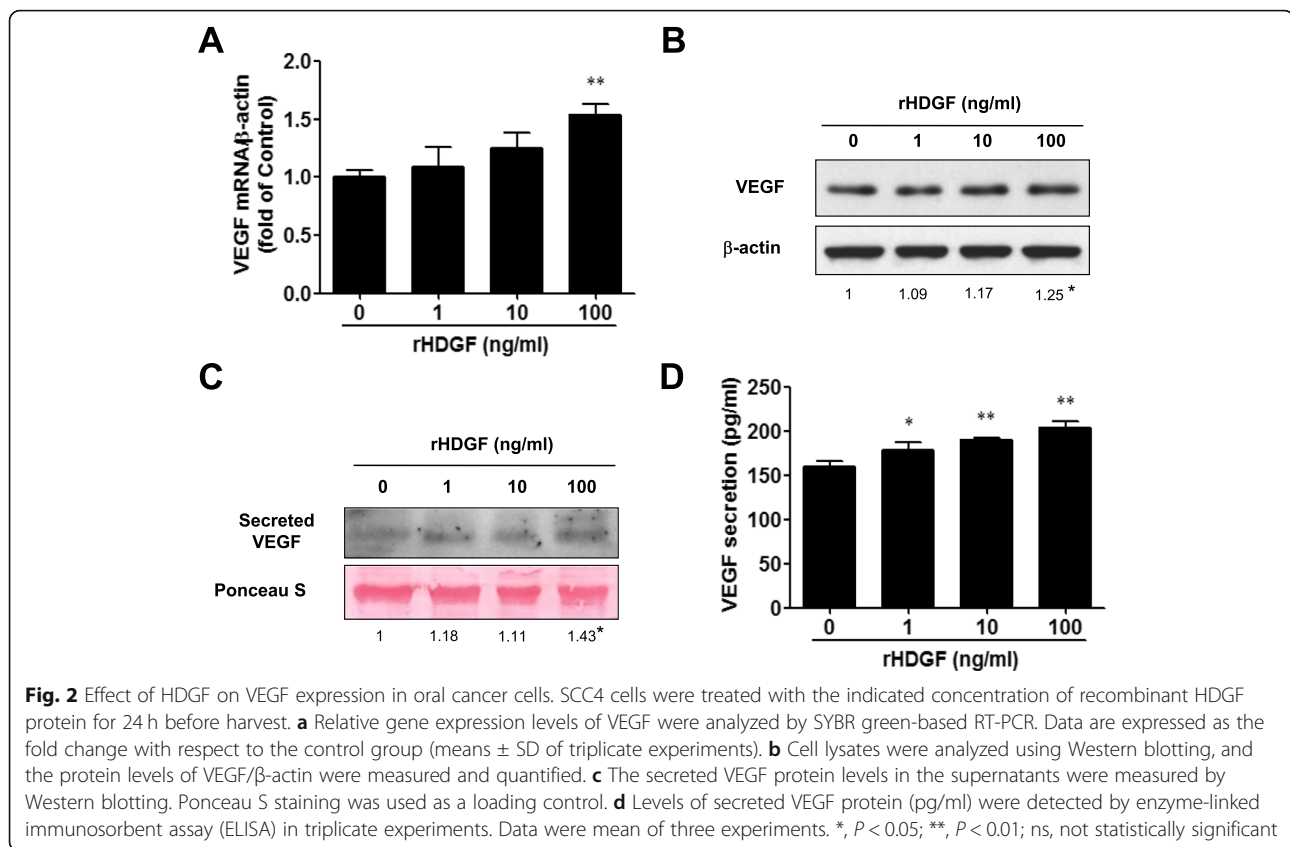 A
VEGF mRNA/β-actin
(fold of Control)
2.0
1.5
1.0
0.5
0.0
**
0 1 10 100
rHDGF (ng/ml)
B
rHDGF (ng/ml)
0 1 10 100
VEGF
β-actin
1 1.09 1.17 1.25 *
C
rHDGF (ng/ml)
0 1 10 100
Secreted
VEGF
Ponceau S
1 1.18 1.11 1.43*
D
VEGF secretion (pg/ml)
250
200
150
100
50
0
* ** **
0 1 10 100
rHDGF (ng/ml)
Fig. 2 Effect of HDGF on VEGF expression in oral cancer cells. SCC4 cells were treated with the indicated concentration of recombinant HDGF
protein for 24 h before harvest. a Relative gene expression levels of VEGF were analyzed by SYBR green-based RT-PCR. Data are expressed as the
fold change with respect to the control group (means ± SD of triplicate experiments). b Cell lysates were analyzed using Western blotting, and
the protein levels of VEGF/β-actin were measured and quantified. c The secreted VEGF protein levels in the supernatants were measured by
Western blotting. Ponceau S staining was used as a loading control. d Levels of secreted VEGF protein (pg/ml) were detected by enzyme-linked
immunosorbent assay (ELISA) in triplicate experiments. Data were mean of three experiments. *, P < 0.05; **, P < 0.01; ns, not statistically significant